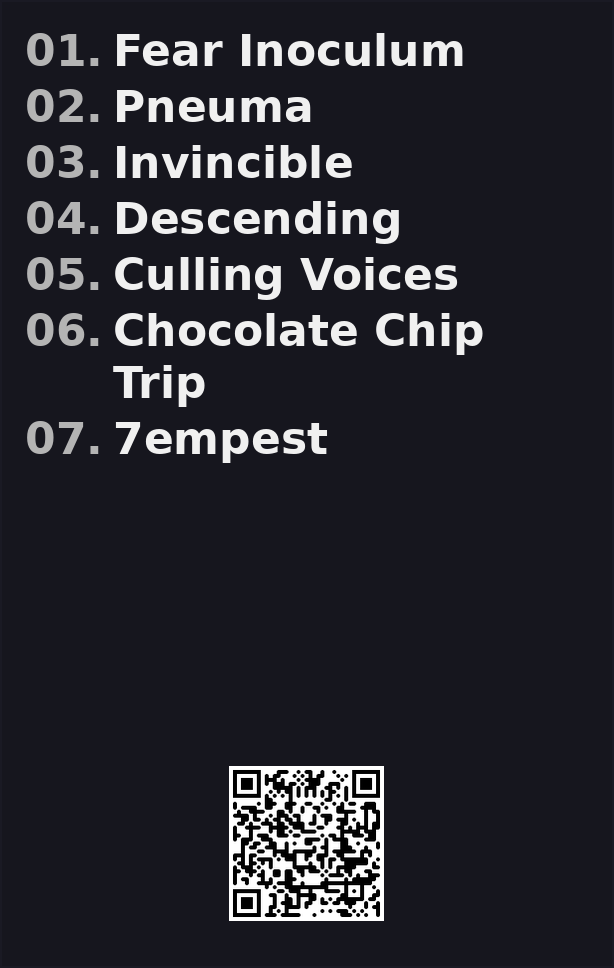 01. Fear Inoculum
02. Pneuma
03. Invincible
04. Descending
05. Culling Voices
06. Chocolate Chip
Trip
07. 7empest